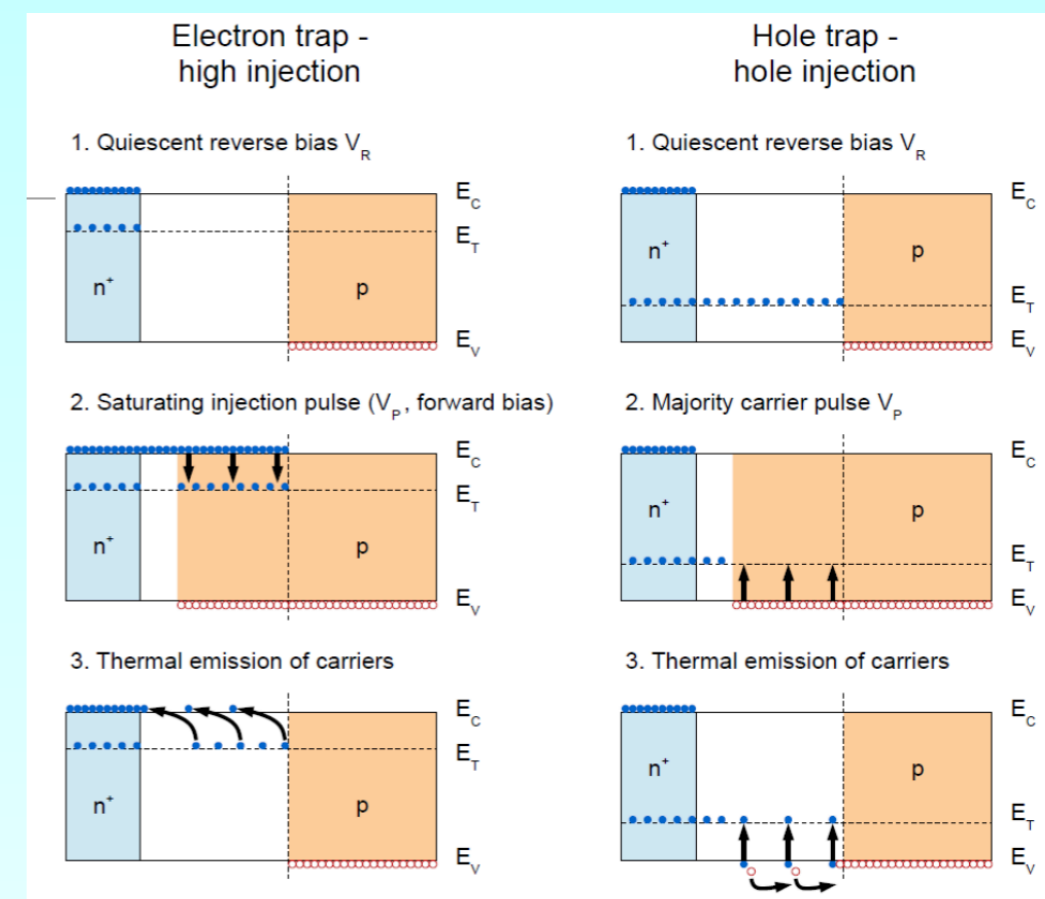 Electron trap -
high injection
1. Quiescent reverse bias V_R
E_C
E_T
n⁺
p
E_V
2. Saturating injection pulse (V_P, forward bias)
E_C
E_T
n⁺
p
E_V
3. Thermal emission of carriers
E_C
E_T
n⁺
p
E_V
Hole trap -
hole injection
1. Quiescent reverse bias V_R
E_C
n⁺
p
E_T
E_V
2. Majority carrier pulse V_P
E_C
n⁺
p
E_T
E_V
3. Thermal emission of carriers
E_C
n⁺
p
E_T
E_V